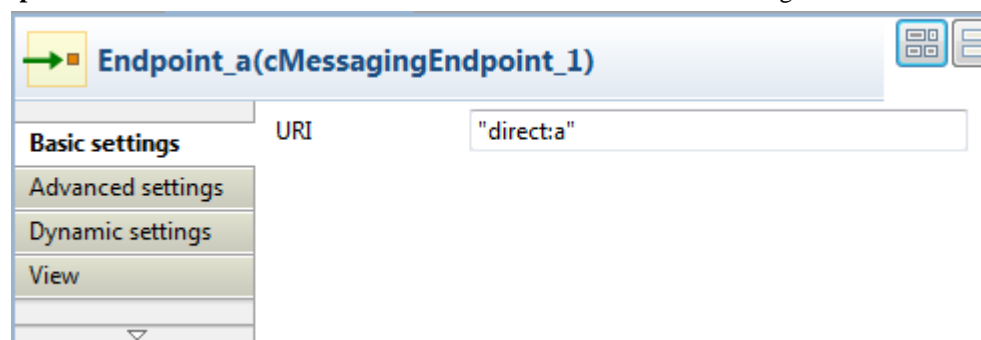 Endpoint_a(cMessagingEndpoint_1)
Basic settings
URI
"direct:a"
Advanced settings
Dynamic settings
View